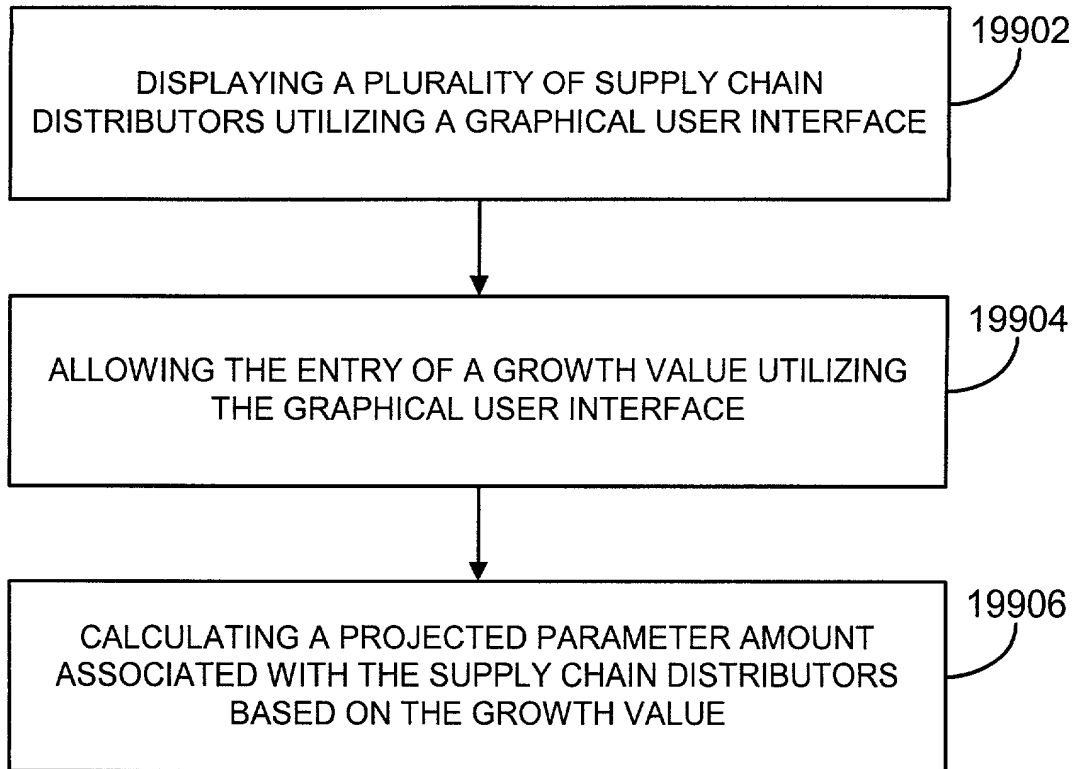 19902
DISPLAYING A PLURALITY OF SUPPLY CHAIN
DISTRIBUTORS UTILIZING A GRAPHICAL USER INTERFACE
19904
ALLOWING THE ENTRY OF A GROWTH VALUE UTILIZING
THE GRAPHICAL USER INTERFACE
19906
CALCULATING A PROJECTED PARAMETER AMOUNT
ASSOCIATED WITH THE SUPPLY CHAIN DISTRIBUTORS
BASED ON THE GROWTH VALUE